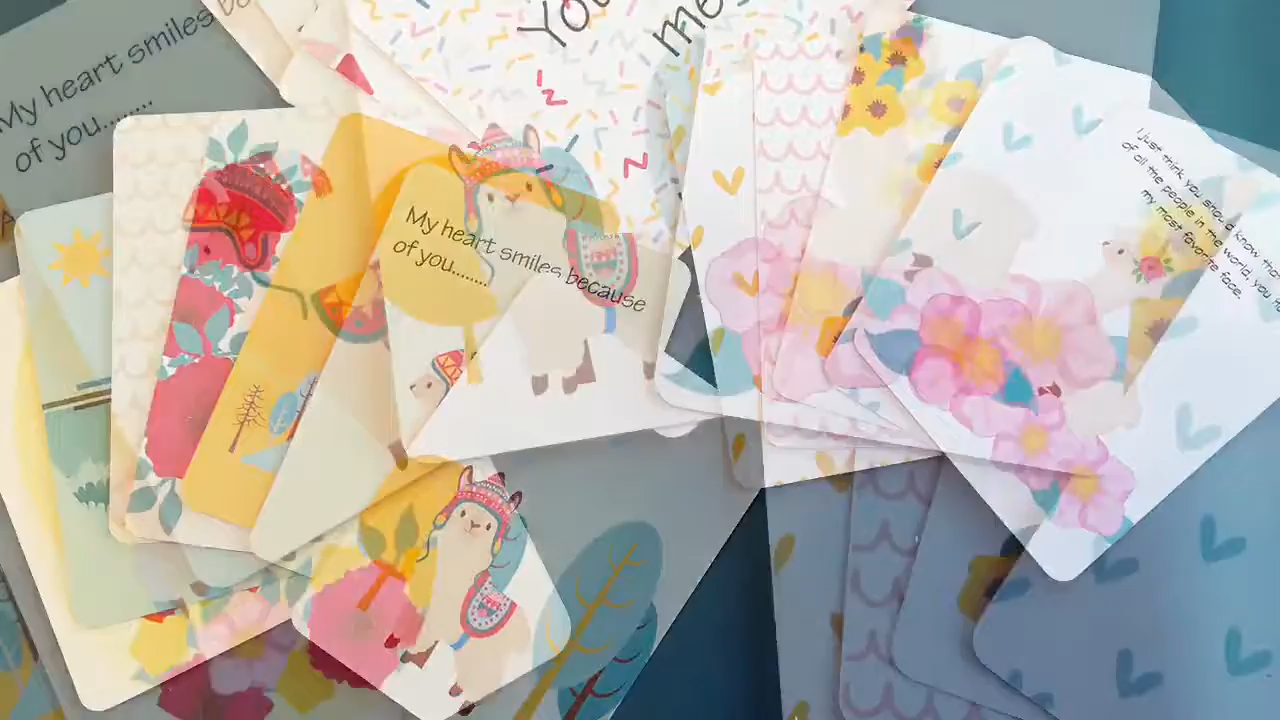 My heart smiles be
of you......
You
me
My heart smiles because
of you......
I just think you should know that
of all the people in the world, you
my most favorite face.